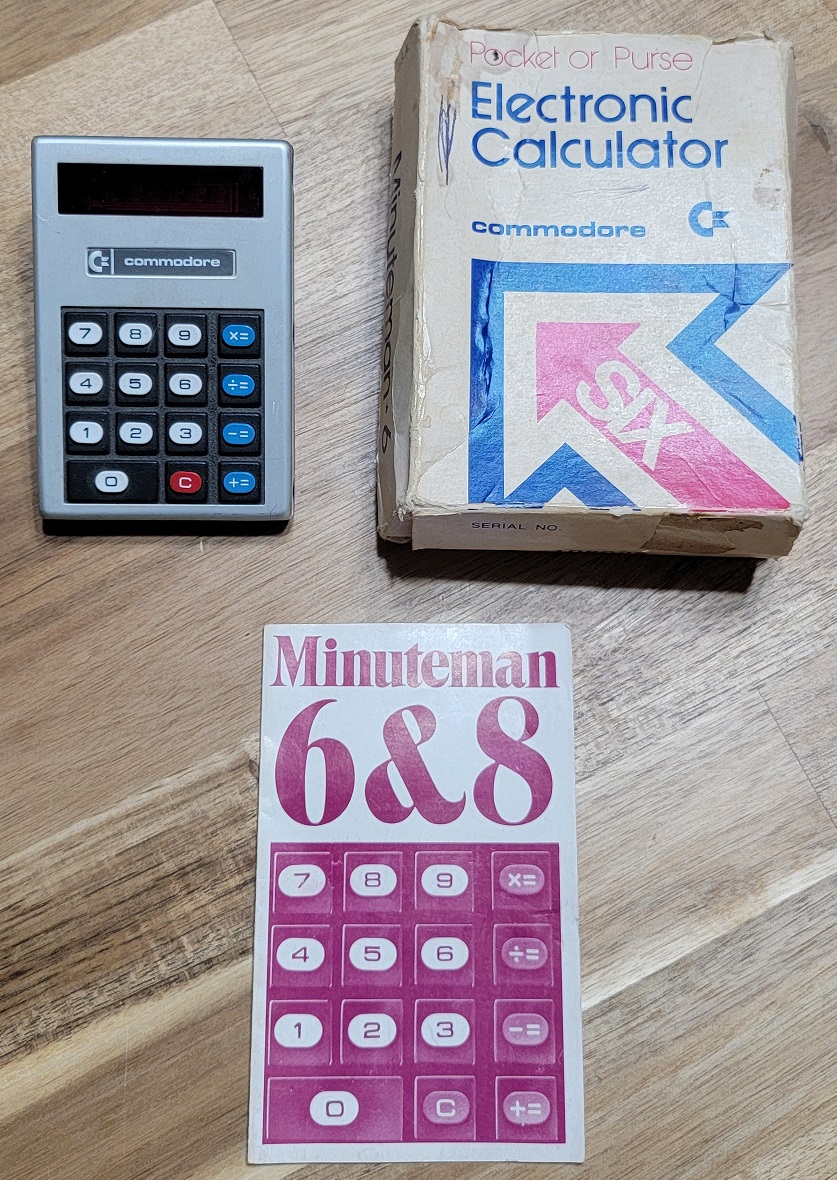 commodore
7 8 9 ×=
4 5 6 ÷=
1 2 3 -=
0 C +=
Pocket or Purse
Electronic
Calculator
commodore
SIX
Minuteman · 6
SERIAL NO.
Minuteman
6&8
7 8 9 ×=
4 5 6 ÷=
1 2 3 -=
0 C +=